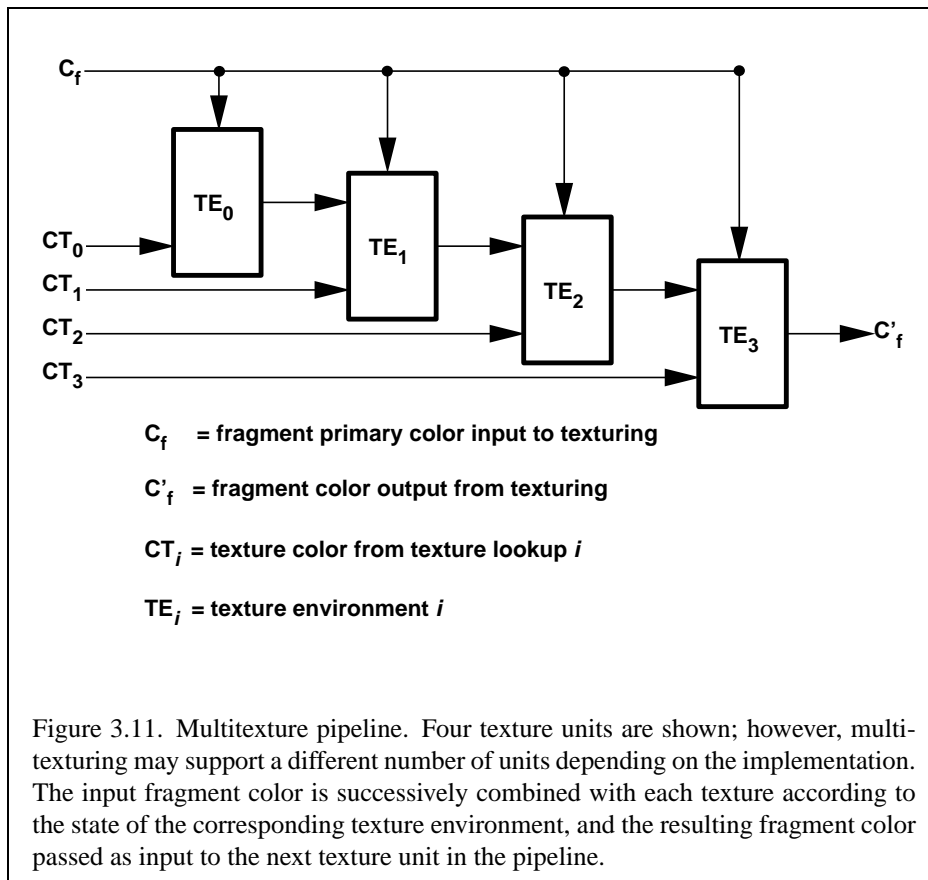 C_f
TE_0
CT_0
TE_1
CT_1
TE_2
CT_2
TE_3
C'_f
CT_3
C_f = fragment primary color input to texturing
C'_f = fragment color output from texturing
CT_i = texture color from texture lookup i
TE_i = texture environment i
Figure 3.11. Multitexture pipeline. Four texture units are shown; however, multi-
texturing may support a different number of units depending on the implementation.
The input fragment color is successively combined with each texture according to
the state of the corresponding texture environment, and the resulting fragment color
passed as input to the next texture unit in the pipeline.